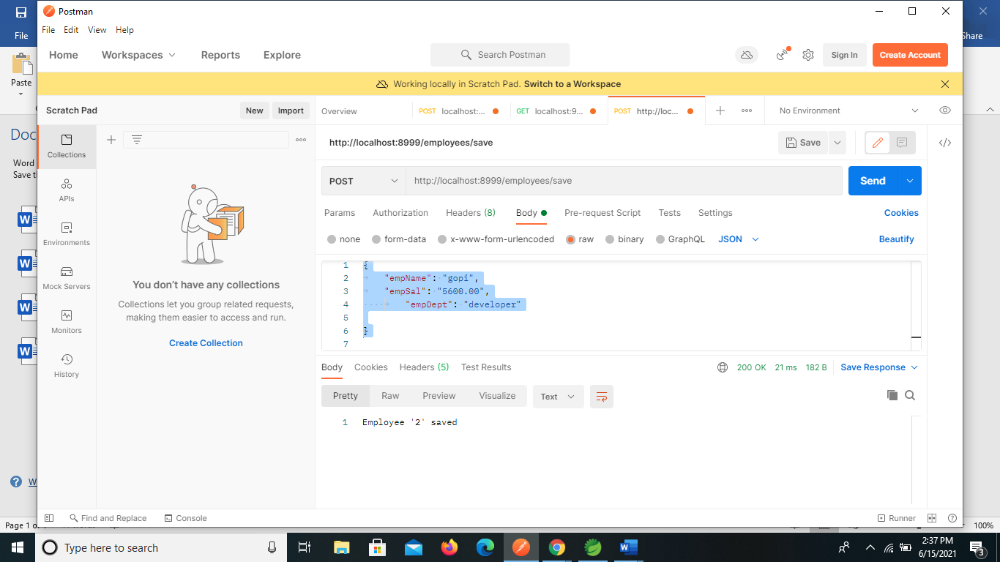 Postman
File Edit View Help
File
Share
Home Workspaces Reports Explore
Search Postman
Sign In
Create Account
Paste
Working locally in Scratch Pad. Switch to a Workspace
Scratch Pad
New
Import
Overview
POST localhost:...
GET localhost:9...
POST http://loc...
No Environment
Doc
Word
Save th
Collections
APIs
Environments
Mock Servers
Monitors
History
You don't have any collections
Collections let you group related requests,
making them easier to access and run.
Create Collection
http://localhost:8999/employees/save
Save
POST
http://localhost:8999/employees/save
Send
Params Authorization Headers (8) Body Pre-request Script Tests Settings
Cookies
none form-data x-www-form-urlencoded raw binary GraphQL JSON
Beautify
1 {
2 "empName": "gopi",
3 "empSal": "5600.00",
4 "empDept": "developer"
5
6 }
7
Body Cookies Headers (5) Test Results
200 OK 21 ms 182 B Save Response
Pretty Raw Preview Visualize Text
1 Employee '2' saved
Find and Replace
Console
Runner
Page 1 of
100%
Type here to search
2:37 PM
6/15/2021
3